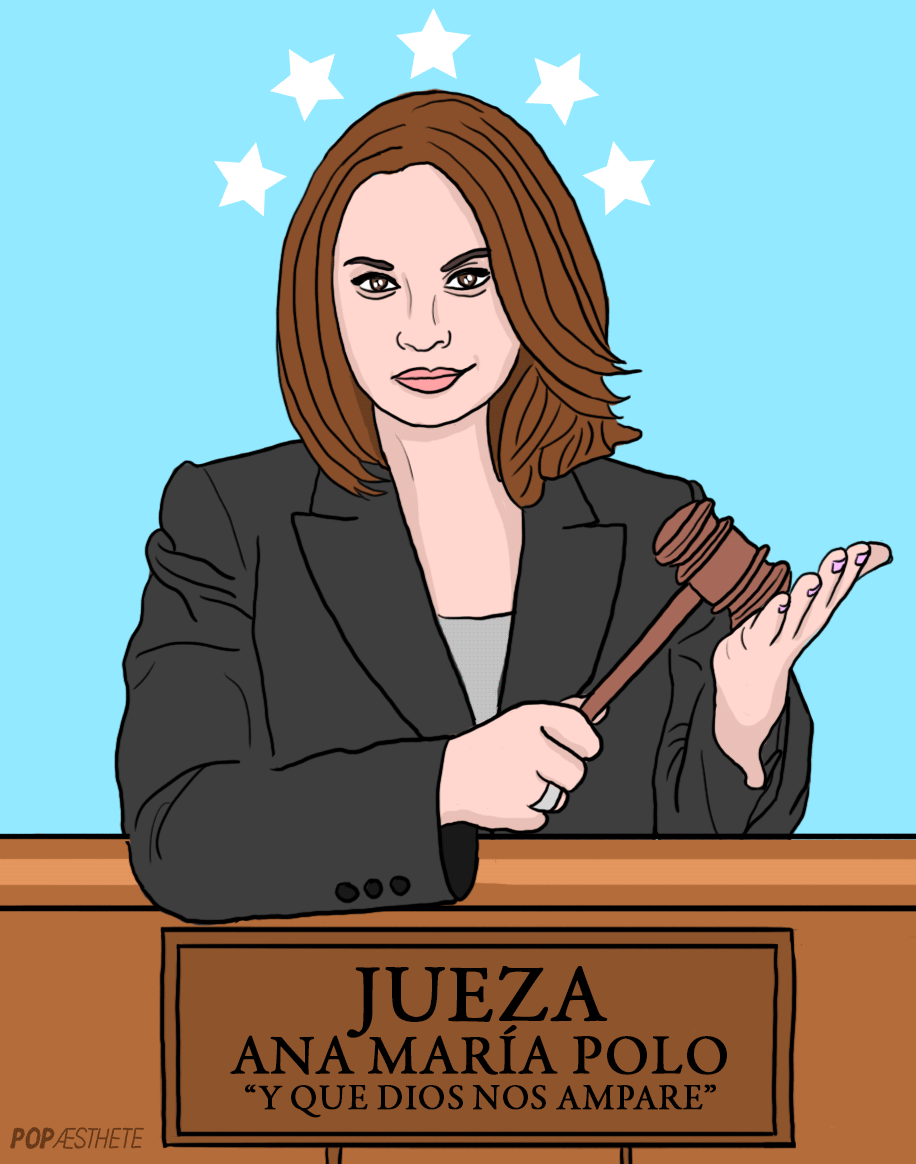 JUEZA
ANA MARÍA POLO
“Y QUE DIOS NOS AMPARE”
POPÆSTHETE